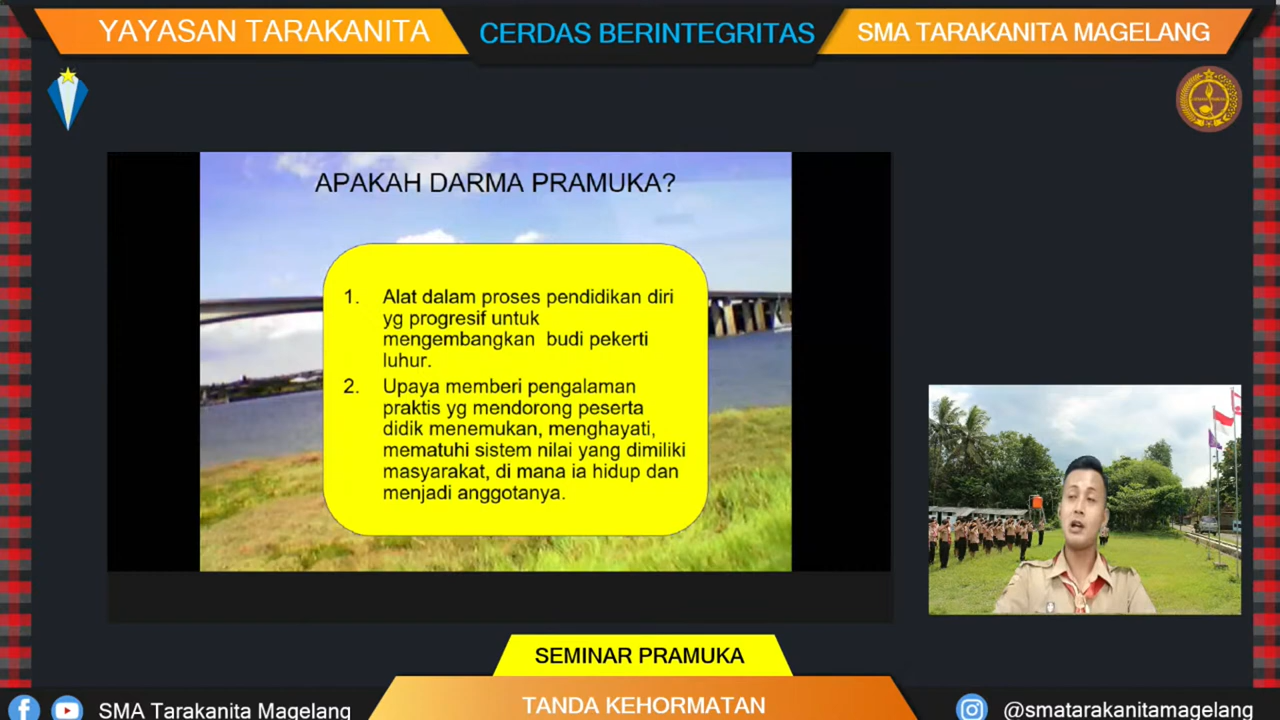 YAYASAN TARAKANITA
CERDAS BERINTEGRITAS
SMA TARAKANITA MAGELANG
APAKAH DARMA PRAMUKA?
1. Alat dalam proses pendidikan diri
yg progresif untuk
mengembangkan budi pekerti
luhur.
2. Upaya memberi pengalaman
praktis yg mendorong peserta
didik menemukan, menghayati,
mematuhi sistem nilai yang dimiliki
masyarakat, di mana ia hidup dan
menjadi anggotanya.
SEMINAR PRAMUKA
TANDA KEHORMATAN
SMA Tarakanita Magelang
@smatarakanitamagelang